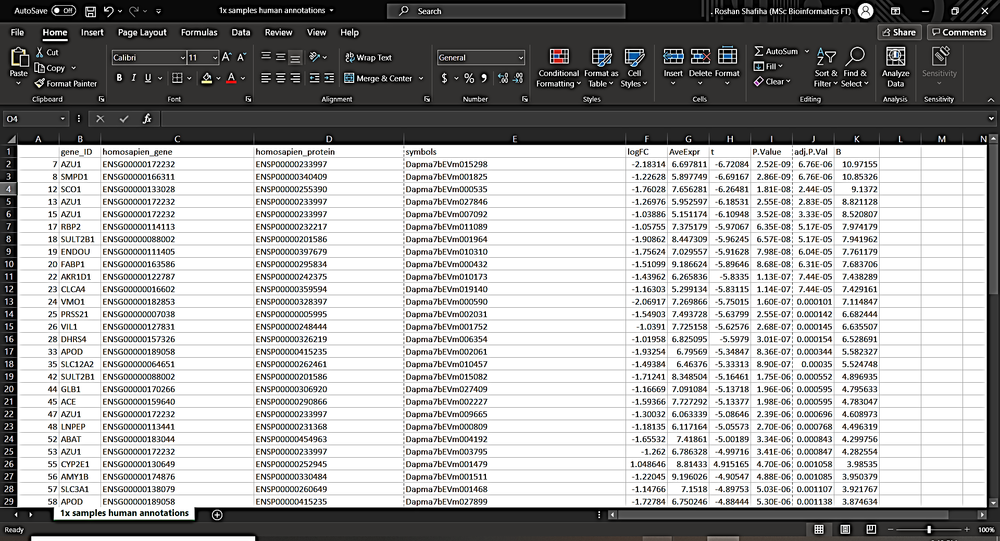 AutoSave Off 1x samples human annotations Search . Roshan Shafiha (MSc Bioinformatics FT)
File Home Insert Page Layout Formulas Data Review View Help Share Comments
Paste Cut Copy Format Painter Clipboard
Calibri 11 A A B I U A Font
ab Wrap Text Merge & Center Alignment
General $ % 9 .00 .00 Number
Conditional Formatting Format as Table Cell Styles Styles
Insert Delete Format Cells
AutoSum Fill Clear Sort & Filter Find & Select Editing
Analyze Data Analysis
Sensitivity Sensitivity
O4 fx
A B C D E F G H I J K L M N
1 gene_ID homosapien_gene homosapien_protein symbols logFC AveExpr t P.Value adj.P.Val B
2 7 AZU1 ENSG00000172232 ENSP00000233997 Dapma7bEVm015298 -2.18314 6.697811 -6.72084 2.52E-09 6.76E-06 10.97155
3 8 SMPD1 ENSG00000166311 ENSP00000340409 Dapma7bEVm001825 -1.22628 5.897749 -6.69167 2.86E-09 6.76E-06 10.85326
4 12 SCO1 ENSG00000133028 ENSP00000255390 Dapma7bEVm000535 -1.76028 7.656281 -6.26481 1.81E-08 2.44E-05 9.1372
5 13 AZU1 ENSG00000172232 ENSP00000233997 Dapma7bEVm027846 -1.26976 5.952597 -6.18531 2.55E-08 2.83E-05 8.821128
6 15 AZU1 ENSG00000172232 ENSP00000233997 Dapma7bEVm007092 -1.03886 5.151174 -6.10948 3.52E-08 3.33E-05 8.520807
7 17 RBP2 ENSG00000114113 ENSP00000232217 Dapma7bEVm011089 -1.05755 7.375179 -5.97067 6.35E-08 5.17E-05 7.974179
8 18 SULT2B1 ENSG00000088002 ENSP00000201586 Dapma7bEVm001964 -1.90862 8.447309 -5.96245 6.57E-08 5.17E-05 7.941962
9 19 ENDOU ENSG00000111405 ENSP00000397679 Dapma7bEVm010310 -1.75624 7.029557 -5.91628 7.98E-08 6.04E-05 7.761179
10 20 FABP1 ENSG00000163586 ENSP00000295834 Dapma7bEVm000432 -1.51099 9.186624 -5.89646 8.68E-08 6.31E-05 7.683706
11 22 AKR1D1 ENSG00000122787 ENSP00000242375 Dapma7bEVm010173 -1.43962 6.265836 -5.8335 1.13E-07 7.44E-05 7.438289
12 23 CLCA4 ENSG00000016602 ENSP00000359594 Dapma7bEVm019140 -1.16303 5.299134 -5.83115 1.14E-07 7.44E-05 7.429161
13 24 VMO1 ENSG00000182853 ENSP00000328397 Dapma7bEVm000590 -2.06917 7.269866 -5.75015 1.60E-07 0.000101 7.114847
14 25 PRSS21 ENSG00000007038 ENSP00000005995 Dapma7bEVm002031 -1.54903 7.493728 -5.63799 2.55E-07 0.000142 6.682444
15 26 VIL1 ENSG00000127831 ENSP00000248444 Dapma7bEVm001752 -1.0391 7.725158 -5.62576 2.68E-07 0.000145 6.635507
16 28 DHRS4 ENSG00000157326 ENSP00000326219 Dapma7bEVm006354 -1.01958 6.825095 -5.5979 3.01E-07 0.000154 6.528691
17 33 APOD ENSG00000189058 ENSP00000415235 Dapma7bEVm002061 -1.93254 6.79569 -5.34847 8.36E-07 0.000344 5.582327
18 35 SLC12A2 ENSG00000064651 ENSP00000262461 Dapma7bEVm010457 -1.49384 6.46376 -5.33313 8.90E-07 0.00035 5.524748
19 42 SULT2B1 ENSG00000088002 ENSP00000201586 Dapma7bEVm015082 -1.71241 8.348504 -5.16461 1.75E-06 0.000552 4.896935
20 44 GLB1 ENSG00000170266 ENSP00000306920 Dapma7bEVm027409 -1.16669 7.091084 -5.13718 1.96E-06 0.000595 4.795633
21 45 ACE ENSG00000159640 ENSP00000290866 Dapma7bEVm002227 -1.59366 7.727292 -5.13377 1.98E-06 0.000595 4.783047
22 47 AZU1 ENSG00000172232 ENSP00000233997 Dapma7bEVm009665 -1.30032 6.063339 -5.08646 2.39E-06 0.000696 4.608973
23 48 LNPEP ENSG00000113441 ENSP00000231368 Dapma7bEVm000809 -1.18135 6.117164 -5.05573 2.70E-06 0.000768 4.496319
24 52 ABAT ENSG00000183044 ENSP00000454963 Dapma7bEVm004192 -1.65532 7.41861 -5.00189 3.34E-06 0.000843 4.299756
25 53 AZU1 ENSG00000172232 ENSP00000233997 Dapma7bEVm003795 -1.262 6.786328 -4.99716 3.41E-06 0.000847 4.282554
26 55 CYP2E1 ENSG00000130649 ENSP00000252945 Dapma7bEVm001479 1.048646 8.81433 4.915165 4.70E-06 0.001058 3.98535
27 56 AMY1B ENSG00000174876 ENSP00000330484 Dapma7bEVm001511 -1.22045 9.196026 -4.90547 4.88E-06 0.001085 3.950379
28 57 SLC3A1 ENSG00000138079 ENSP00000260649 Dapma7bEVm001468 -1.14766 7.1518 -4.89753 5.03E-06 0.001107 3.921767
29 58 APOD ENSG00000189058 ENSP00000415235 Dapma7bEVm027899 -1.72784 6.750246 -4.88444 5.30E-06 0.001138 3.874634
1x samples human annotations
Ready 100%